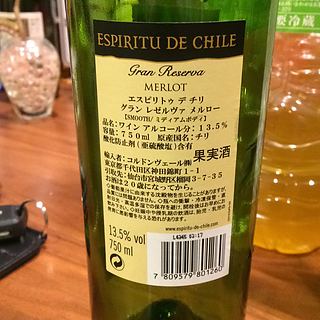 ESPIRITU DE CHILE
Gran Reserva
MERLOT
エスピリトゥ デ チリ
グラン レゼルヴァ メルロー
[SMOOTH/ミディアムボディ]
品名:ワイン アルコール分:13.5%
容量:750ml 原産国名:チリ
酸化防止剤(亜硫酸塩)含有
果実酒
輸入者:コルドンヴェール㈱
東京都千代田区神田錦町1-1
引取先:仙台市宮城野区榴岡3-7-35
お酒は20歳になってから。
www.espiritu-de-chile.com
13.5% vol
750 ml
L4345 03:17
7 809579 801260
要冷蔵